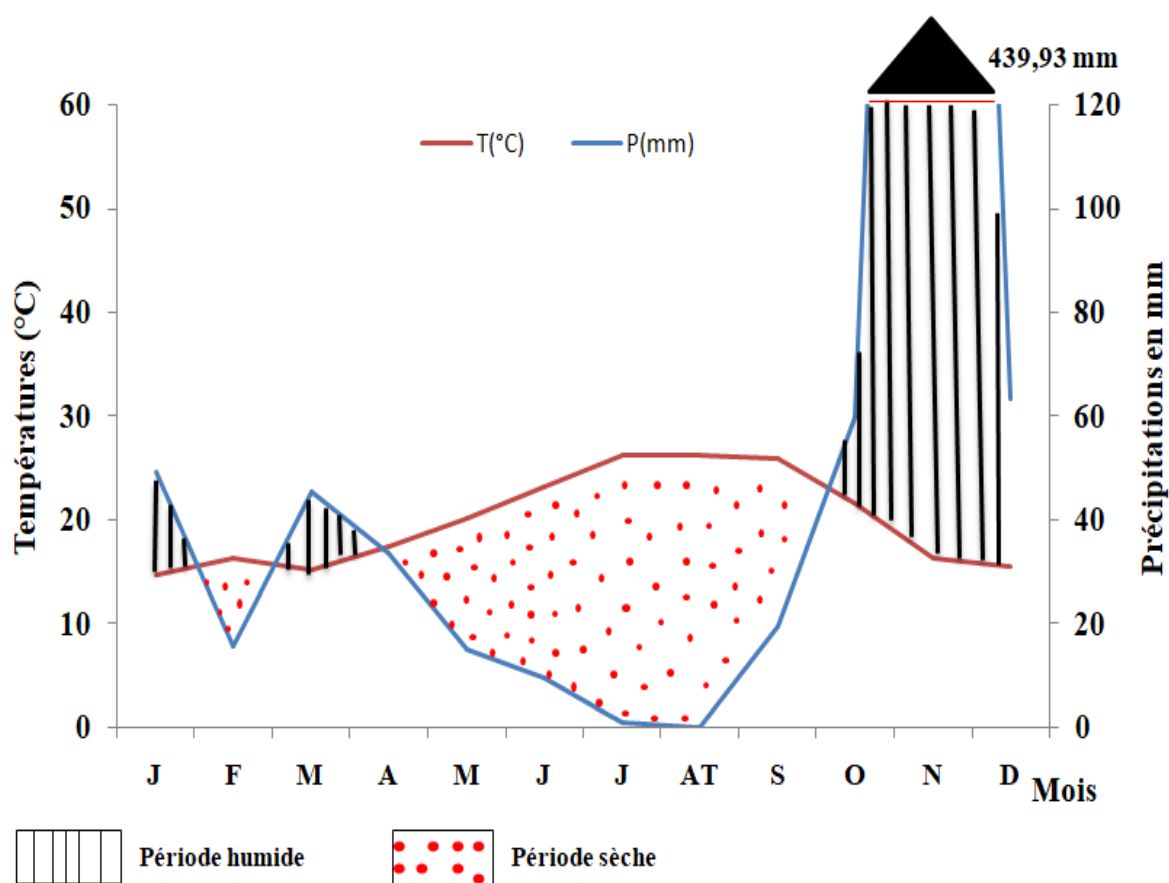 439,93 mm
60
50
40
30
20
10
0
Températures (°C)
T(°C) P(mm)
120
100
80
60
40
20
0
Précipitations en mm
J F M A M J J AT S O N D Mois
Période humide Période sèche